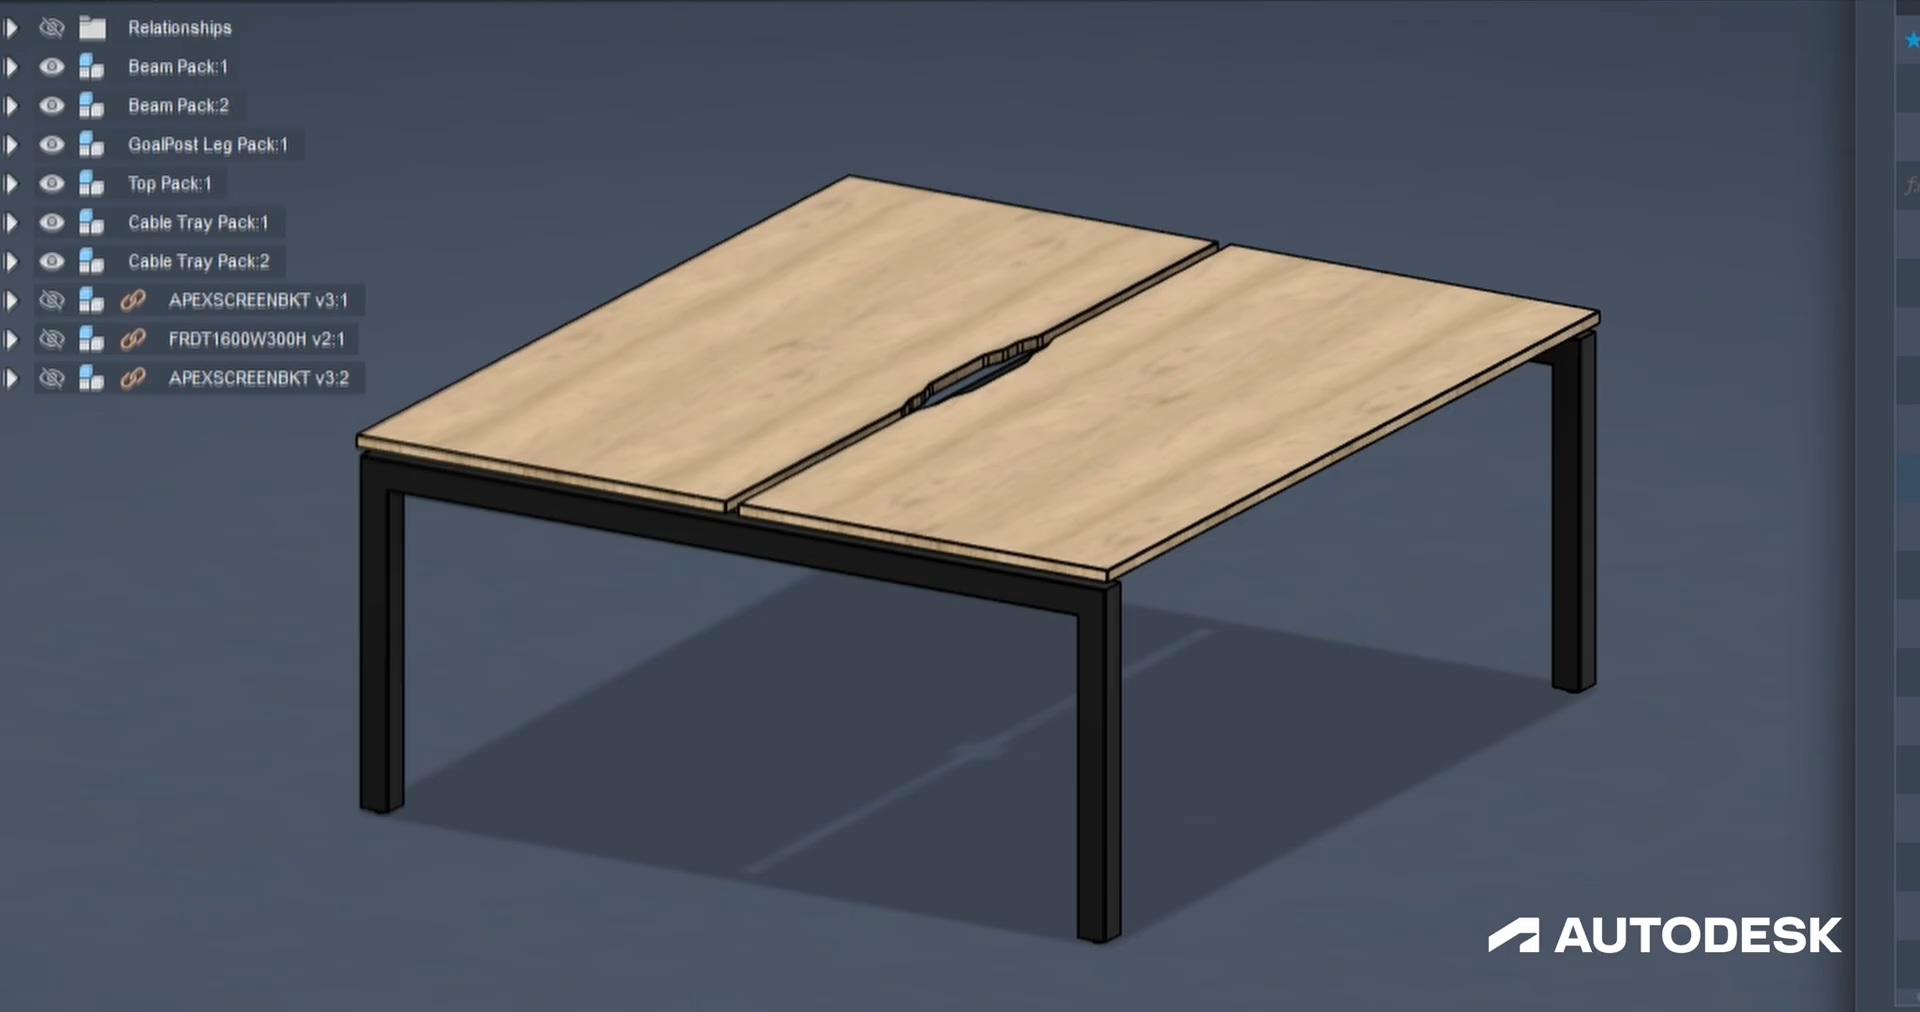 Relationships
Beam Pack:1
Beam Pack:2
GoalPost Leg Pack:1
Top Pack:1
Cable Tray Pack:1
Cable Tray Pack:2
APEXSCREENBKT v3:1
FRDT1600W300H v2:1
APEXSCREENBKT v3:2
AUTODESK